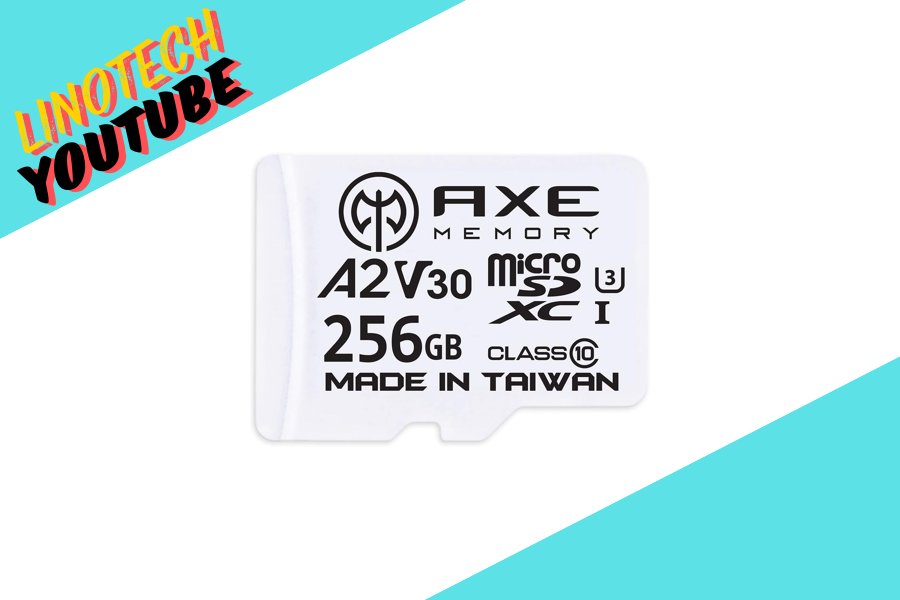 LINOTECH
YOUTUBE
AXE
MEMORY
A2 V30
micro
SD
XC I
3
256GB
CLASS 10
MADE IN TAIWAN